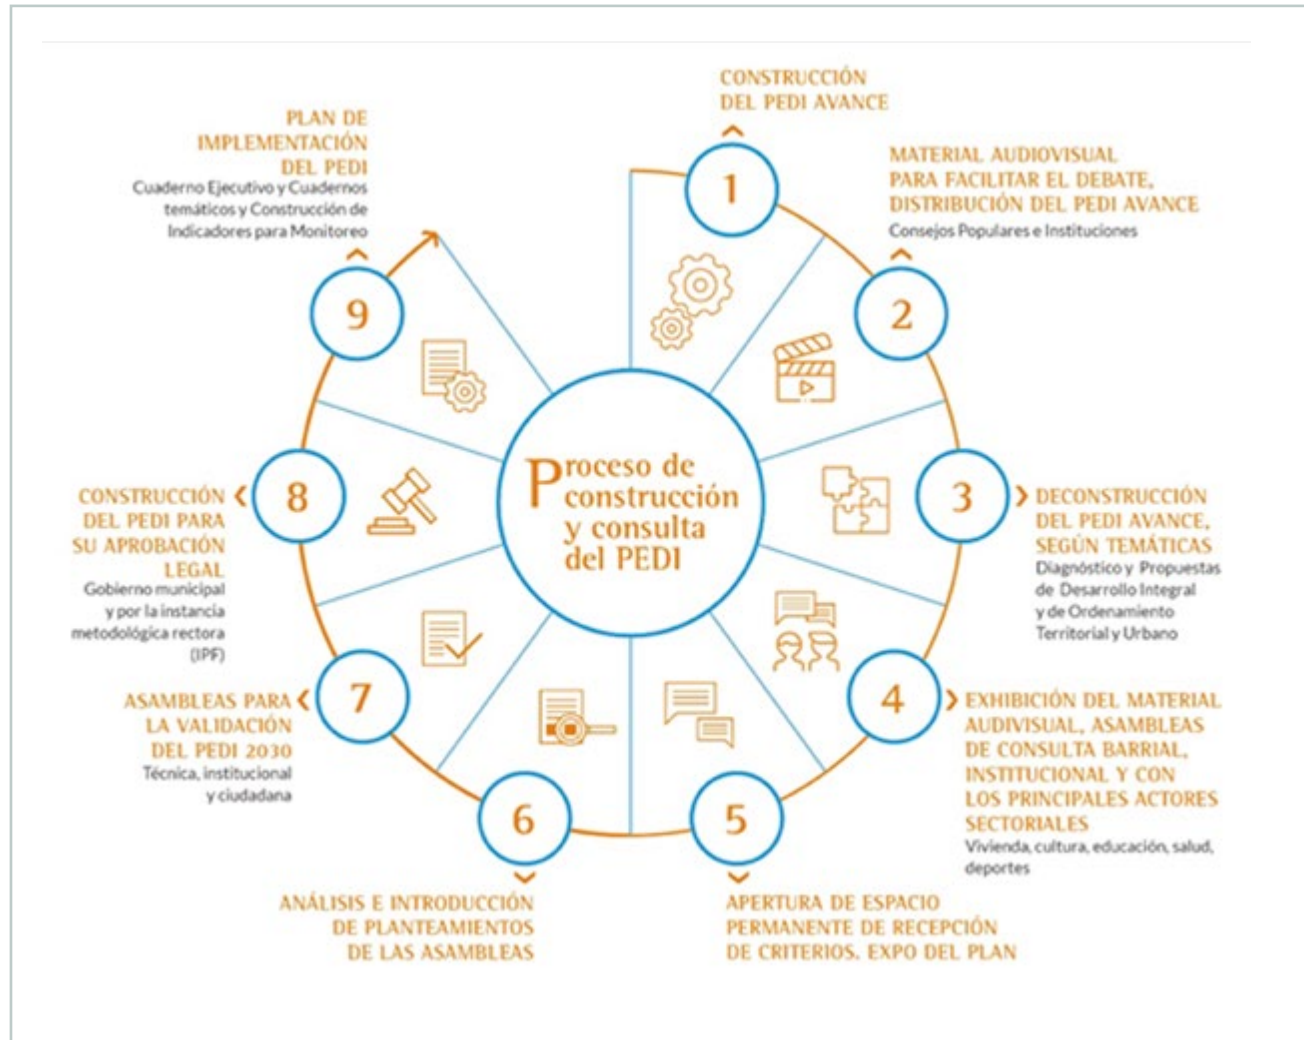 Proceso de
construcción
y consulta
del PEDI
1
CONSTRUCCIÓN
DEL PEDI AVANCE
2
MATERIAL AUDIOVISUAL
PARA FACILITAR EL DEBATE,
DISTRIBUCIÓN DEL PEDI AVANCE
Consejos Populares e Instituciones
3
DECONSTRUCCIÓN
DEL PEDI AVANCE,
SEGÚN TEMÁTICAS
Diagnóstico y Propuestas
de Desarrollo Integral
y de Ordenamiento
Territorial y Urbano
4
EXHIBICIÓN DEL MATERIAL
AUDIVISUAL, ASAMBLEAS
DE CONSULTA BARRIAL,
INSTITUCIONAL Y CON
LOS PRINCIPALES ACTORES
SECTORIALES
Vivienda, cultura, educación, salud,
deportes
5
APERTURA DE ESPACIO
PERMANENTE DE RECEPCIÓN
DE CRITERIOS. EXPO DEL PLAN
6
ANÁLISIS E INTRODUCCIÓN
DE PLANTEAMIENTOS
DE LAS ASAMBLEAS
7
ASAMBLEAS PARA
LA VALIDACIÓN
DEL PEDI 2030
Técnica, institucional
y ciudadana
8
CONSTRUCCIÓN
DEL PEDI PARA
SU APROBACIÓN
LEGAL
Gobierno municipal
y por la instancia
metodológica rectora
(IPF)
9
PLAN DE
IMPLEMENTACIÓN
DEL PEDI
Cuaderno Ejecutivo y Cuadernos
temáticos y Construcción de
Indicadores para Monitoreo